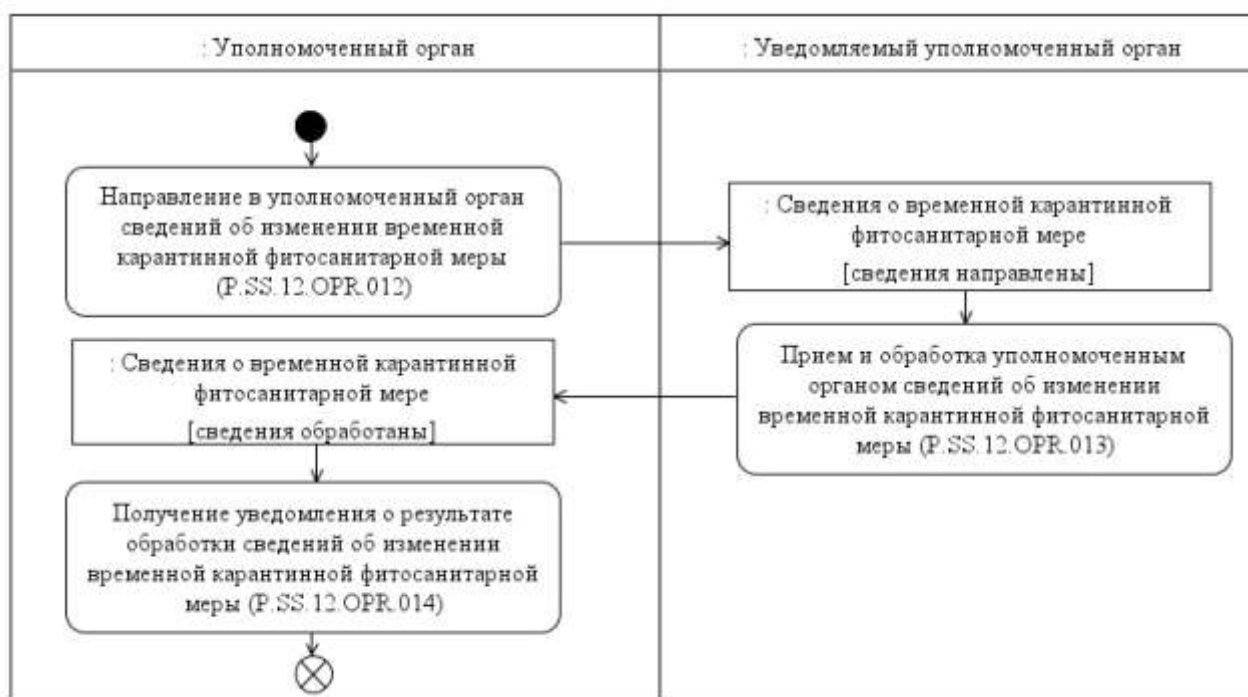 : Уполномоченный орган
: Уведомляемый уполномоченный орган
Направление в уполномоченный орган
сведений об изменении временной
карантинной фитосанитарной меры
(P.SS.12.OPR.012)
: Сведения о временной карантинной
фитосанитарной мере
[сведения направлены]
Прием и обработка уполномоченным
органом сведений об изменении
временной карантинной фитосанитарной
меры (P.SS.12.OPR.013)
: Сведения о временной карантинной
фитосанитарной мере
[сведения обработаны]
Получение уведомления о результате
обработки сведений об изменении
временной карантинной фитосанитарной
меры (P.SS.12.OPR.014)